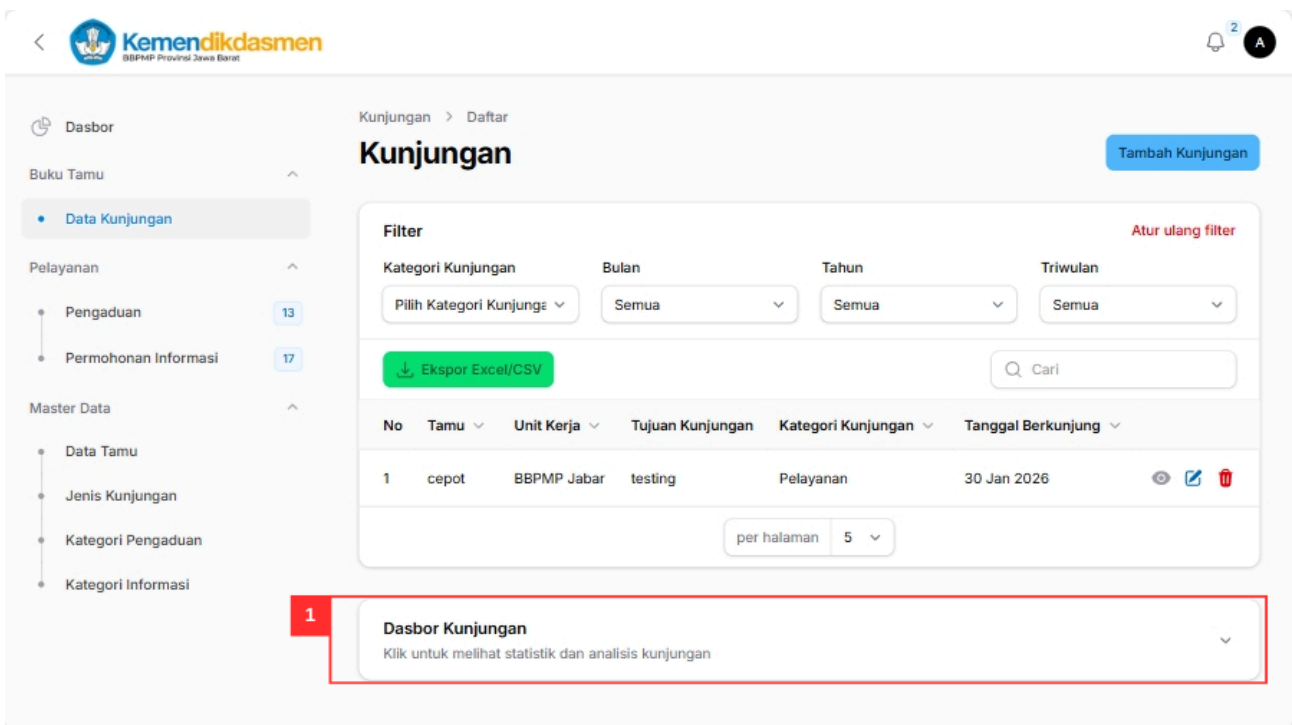 Kemendikdasmen
BBPMP Provinsi Jawa Barat
2
A
Dasbor
Buku Tamu
Data Kunjungan
Pelayanan
Pengaduan 13
Permohonan Informasi 17
Master Data
Data Tamu
Jenis Kunjungan
Kategori Pengaduan
Kategori Informasi
Kunjungan > Daftar
Kunjungan
Tambah Kunjungan
Filter
Atur ulang filter
Kategori Kunjungan Bulan Tahun Triwulan
Pilih Kategori Kunjunga Semua Semua Semua
Ekspor Excel/CSV
Cari
No Tamu Unit Kerja Tujuan Kunjungan Kategori Kunjungan Tanggal Berkunjung
1 cepot BBPMP Jabar testing Pelayanan 30 Jan 2026
per halaman 5
1
Dasbor Kunjungan
Klik untuk melihat statistik dan analisis kunjungan